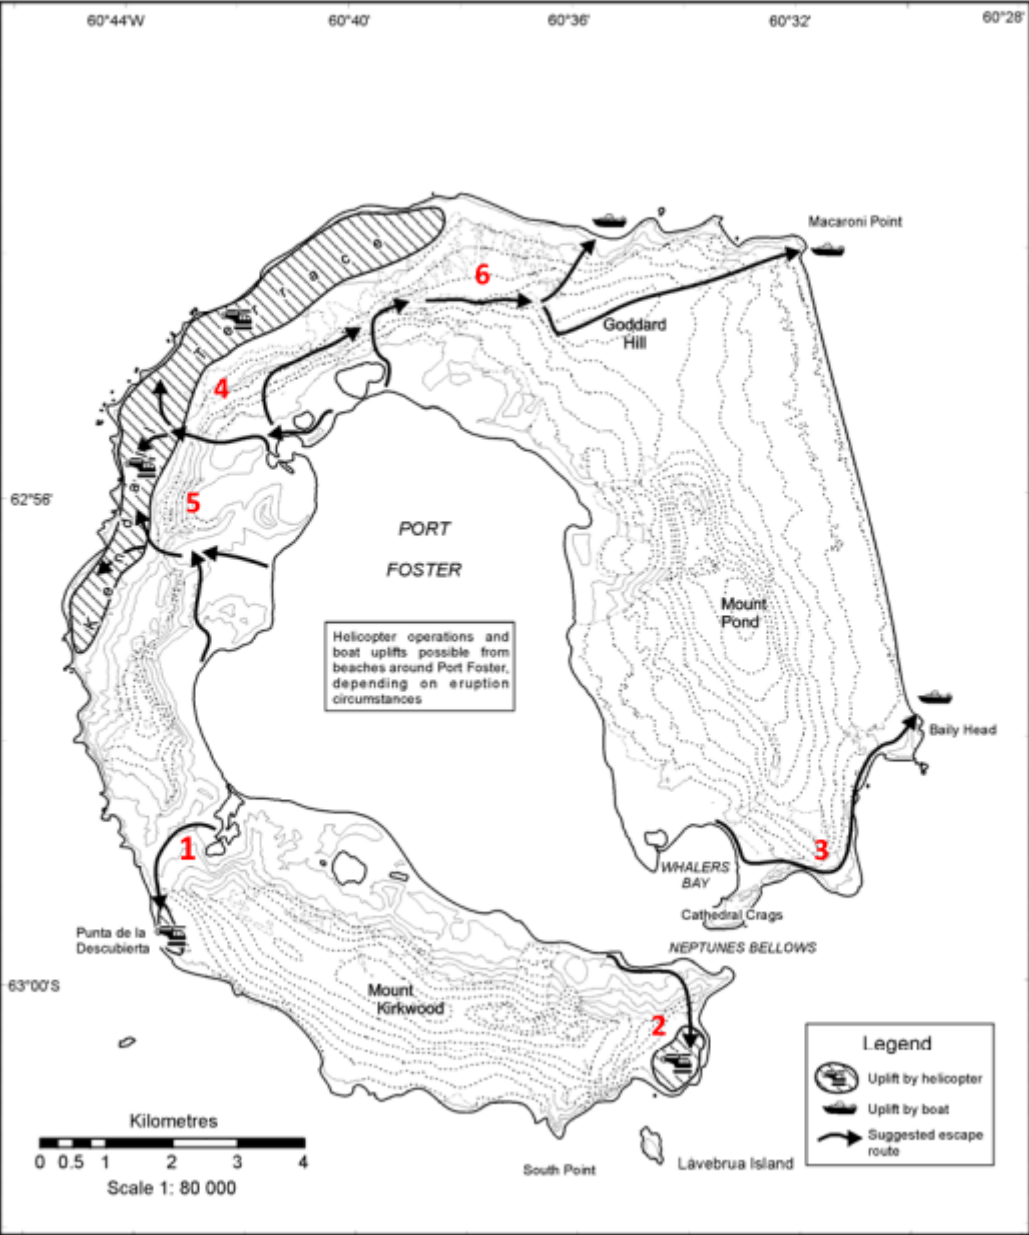 60°44'W
60°40'
60°36'
60°32'
60°28'
Macaroni Point
6
Goddard
Hill
Kendall Terrace
4
5
62°56'
PORT
FOSTER
Mount
Pond
Helicopter operations and
boat uplifts possible from
beaches around Port Foster,
depending on eruption
circumstances
Baily Head
1
3
WHALERS
BAY
Cathedral Crags
Punta de la
Descubierta
NEPTUNES BELLOWS
63°00'S
Mount
Kirkwood
2
Legend
Uplift by helicopter
Uplift by boat
Suggested escape
route
Kilometres
0 0.5 1 2 3 4
Scale 1: 80 000
South Point
Lavebrua Island